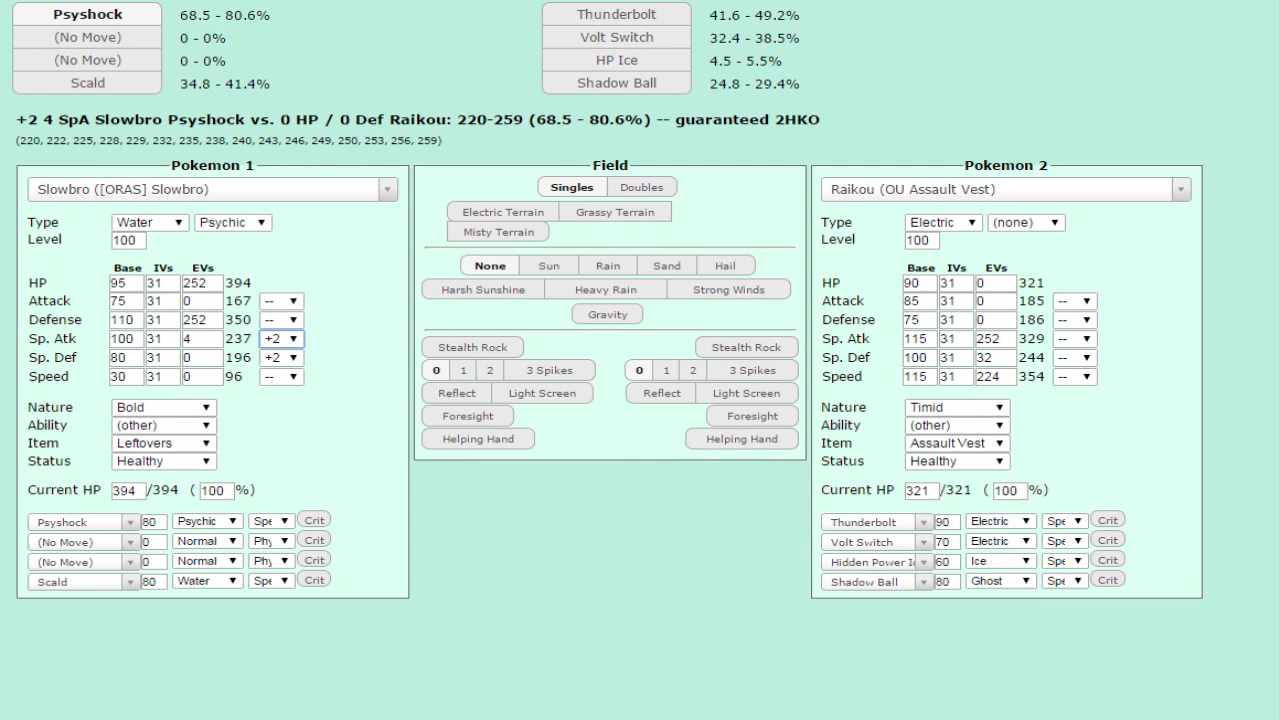 Psyshock 68.5 - 80.6% Thunderbolt 41.6 - 49.2%
(No Move) 0 - 0% Volt Switch 32.4 - 38.5%
(No Move) 0 - 0% HP Ice 4.5 - 5.5%
Scald 34.8 - 41.4% Shadow Ball 24.8 - 29.4%
+2 4 SpA Slowbro Psyshock vs. 0 HP / 0 Def Raikou: 220-259 (68.5 - 80.6%) -- guaranteed 2HKO
(220, 222, 225, 228, 229, 232, 235, 238, 240, 243, 246, 249, 250, 253, 256, 259)
Pokemon 1
Slowbro ([ORAS] Slowbro)
Type Water Psychic
Level 100
Base IVs EVs
HP 95 31 252 394
Attack 75 31 0 167 --
Defense 110 31 252 350 --
Sp. Atk 100 31 4 237 +2
Sp. Def 80 31 0 196 +2
Speed 30 31 0 96 --
Nature Bold
Ability (other)
Item Leftovers
Status Healthy
Current HP 394 /394 ( 100 %)
Psyshock 80 Psychic Spe Crit
(No Move) 0 Normal Phy Crit
(No Move) 0 Normal Phy Crit
Scald 80 Water Spe Crit
Field
Singles Doubles
Electric Terrain Grassy Terrain
Misty Terrain
None Sun Rain Sand Hail
Harsh Sunshine Heavy Rain Strong Winds
Gravity
Stealth Rock Stealth Rock
0 1 2 3 Spikes 0 1 2 3 Spikes
Reflect Light Screen Reflect Light Screen
Foresight Foresight
Helping Hand Helping Hand
Pokemon 2
Raikou (OU Assault Vest)
Type Electric (none)
Level 100
Base IVs EVs
HP 90 31 0 321
Attack 85 31 0 185 --
Defense 75 31 0 186 --
Sp. Atk 115 31 252 329 --
Sp. Def 100 31 32 244 --
Speed 115 31 224 354 --
Nature Timid
Ability (other)
Item Assault Vest
Status Healthy
Current HP 321 /321 ( 100 %)
Thunderbolt 90 Electric Spe Crit
Volt Switch 70 Electric Spe Crit
Hidden Power Ic 60 Ice Spe Crit
Shadow Ball 80 Ghost Spe Crit